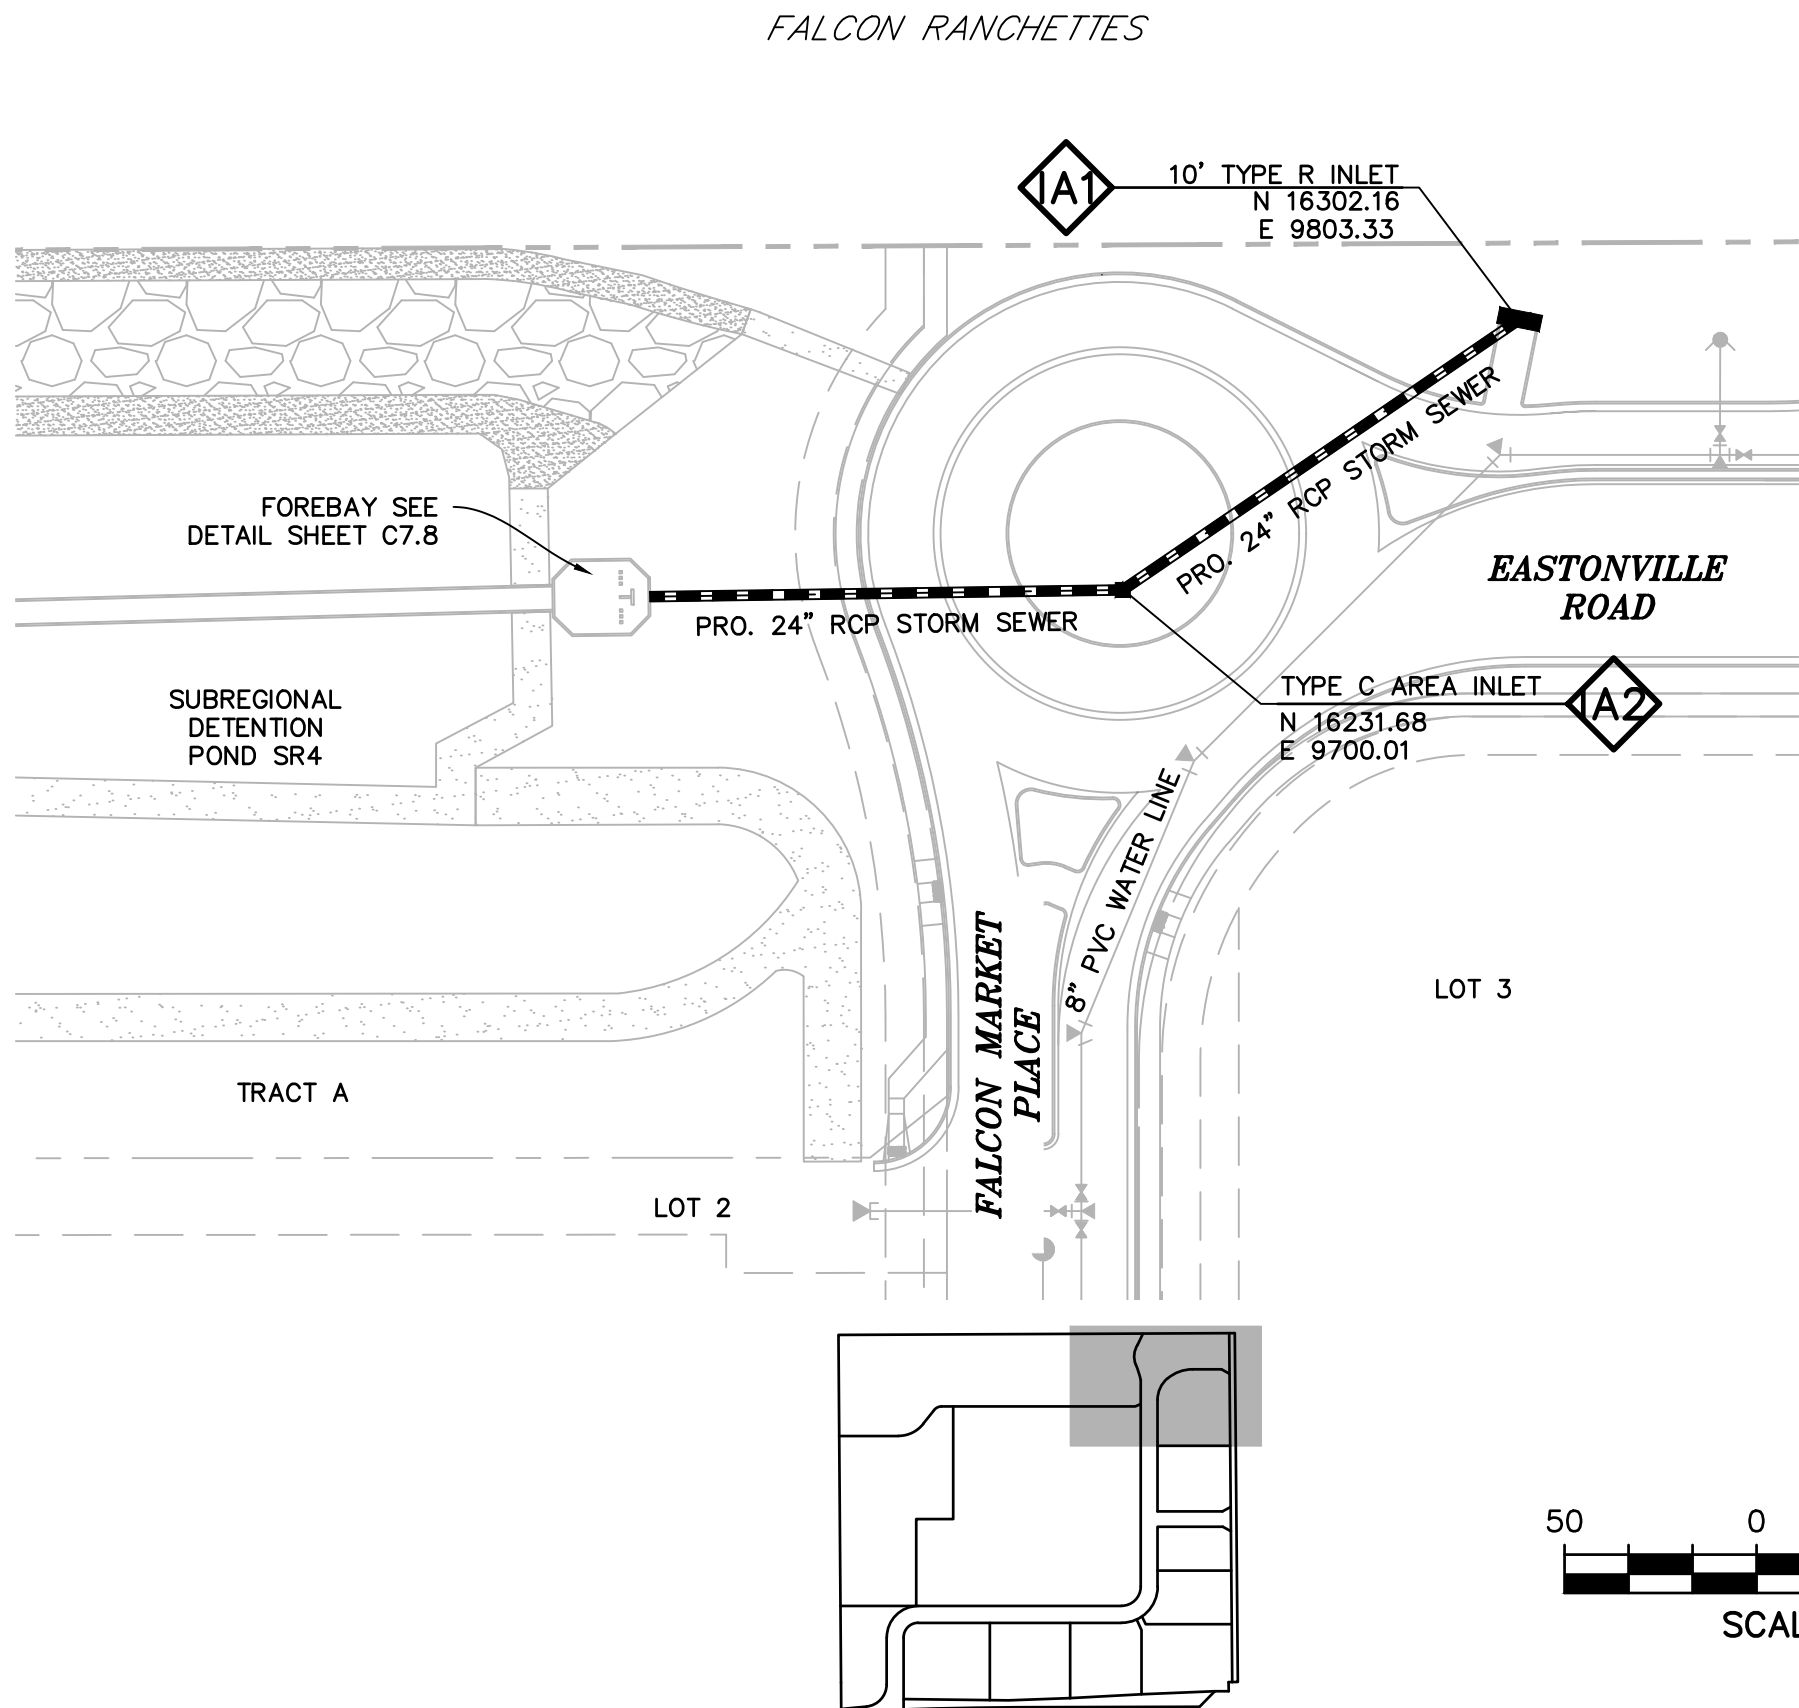 FALCON RANCHETTES
IA1
10' TYPE R INLET
N 16302.16
E 9803.33
PRO. 24" RCP STORM SEWER
FOREBAY SEE
DETAIL SHEET C7.8
PRO. 24" RCP STORM SEWER
EASTONVILLE
ROAD
TYPE C AREA INLET
N 16231.68
E 9700.01
IA2
SUBREGIONAL
DETENTION
POND SR4
8" PVC WATER LINE
FALCON MARKET
PLACE
LOT 3
TRACT A
LOT 2
50 0
SCAL